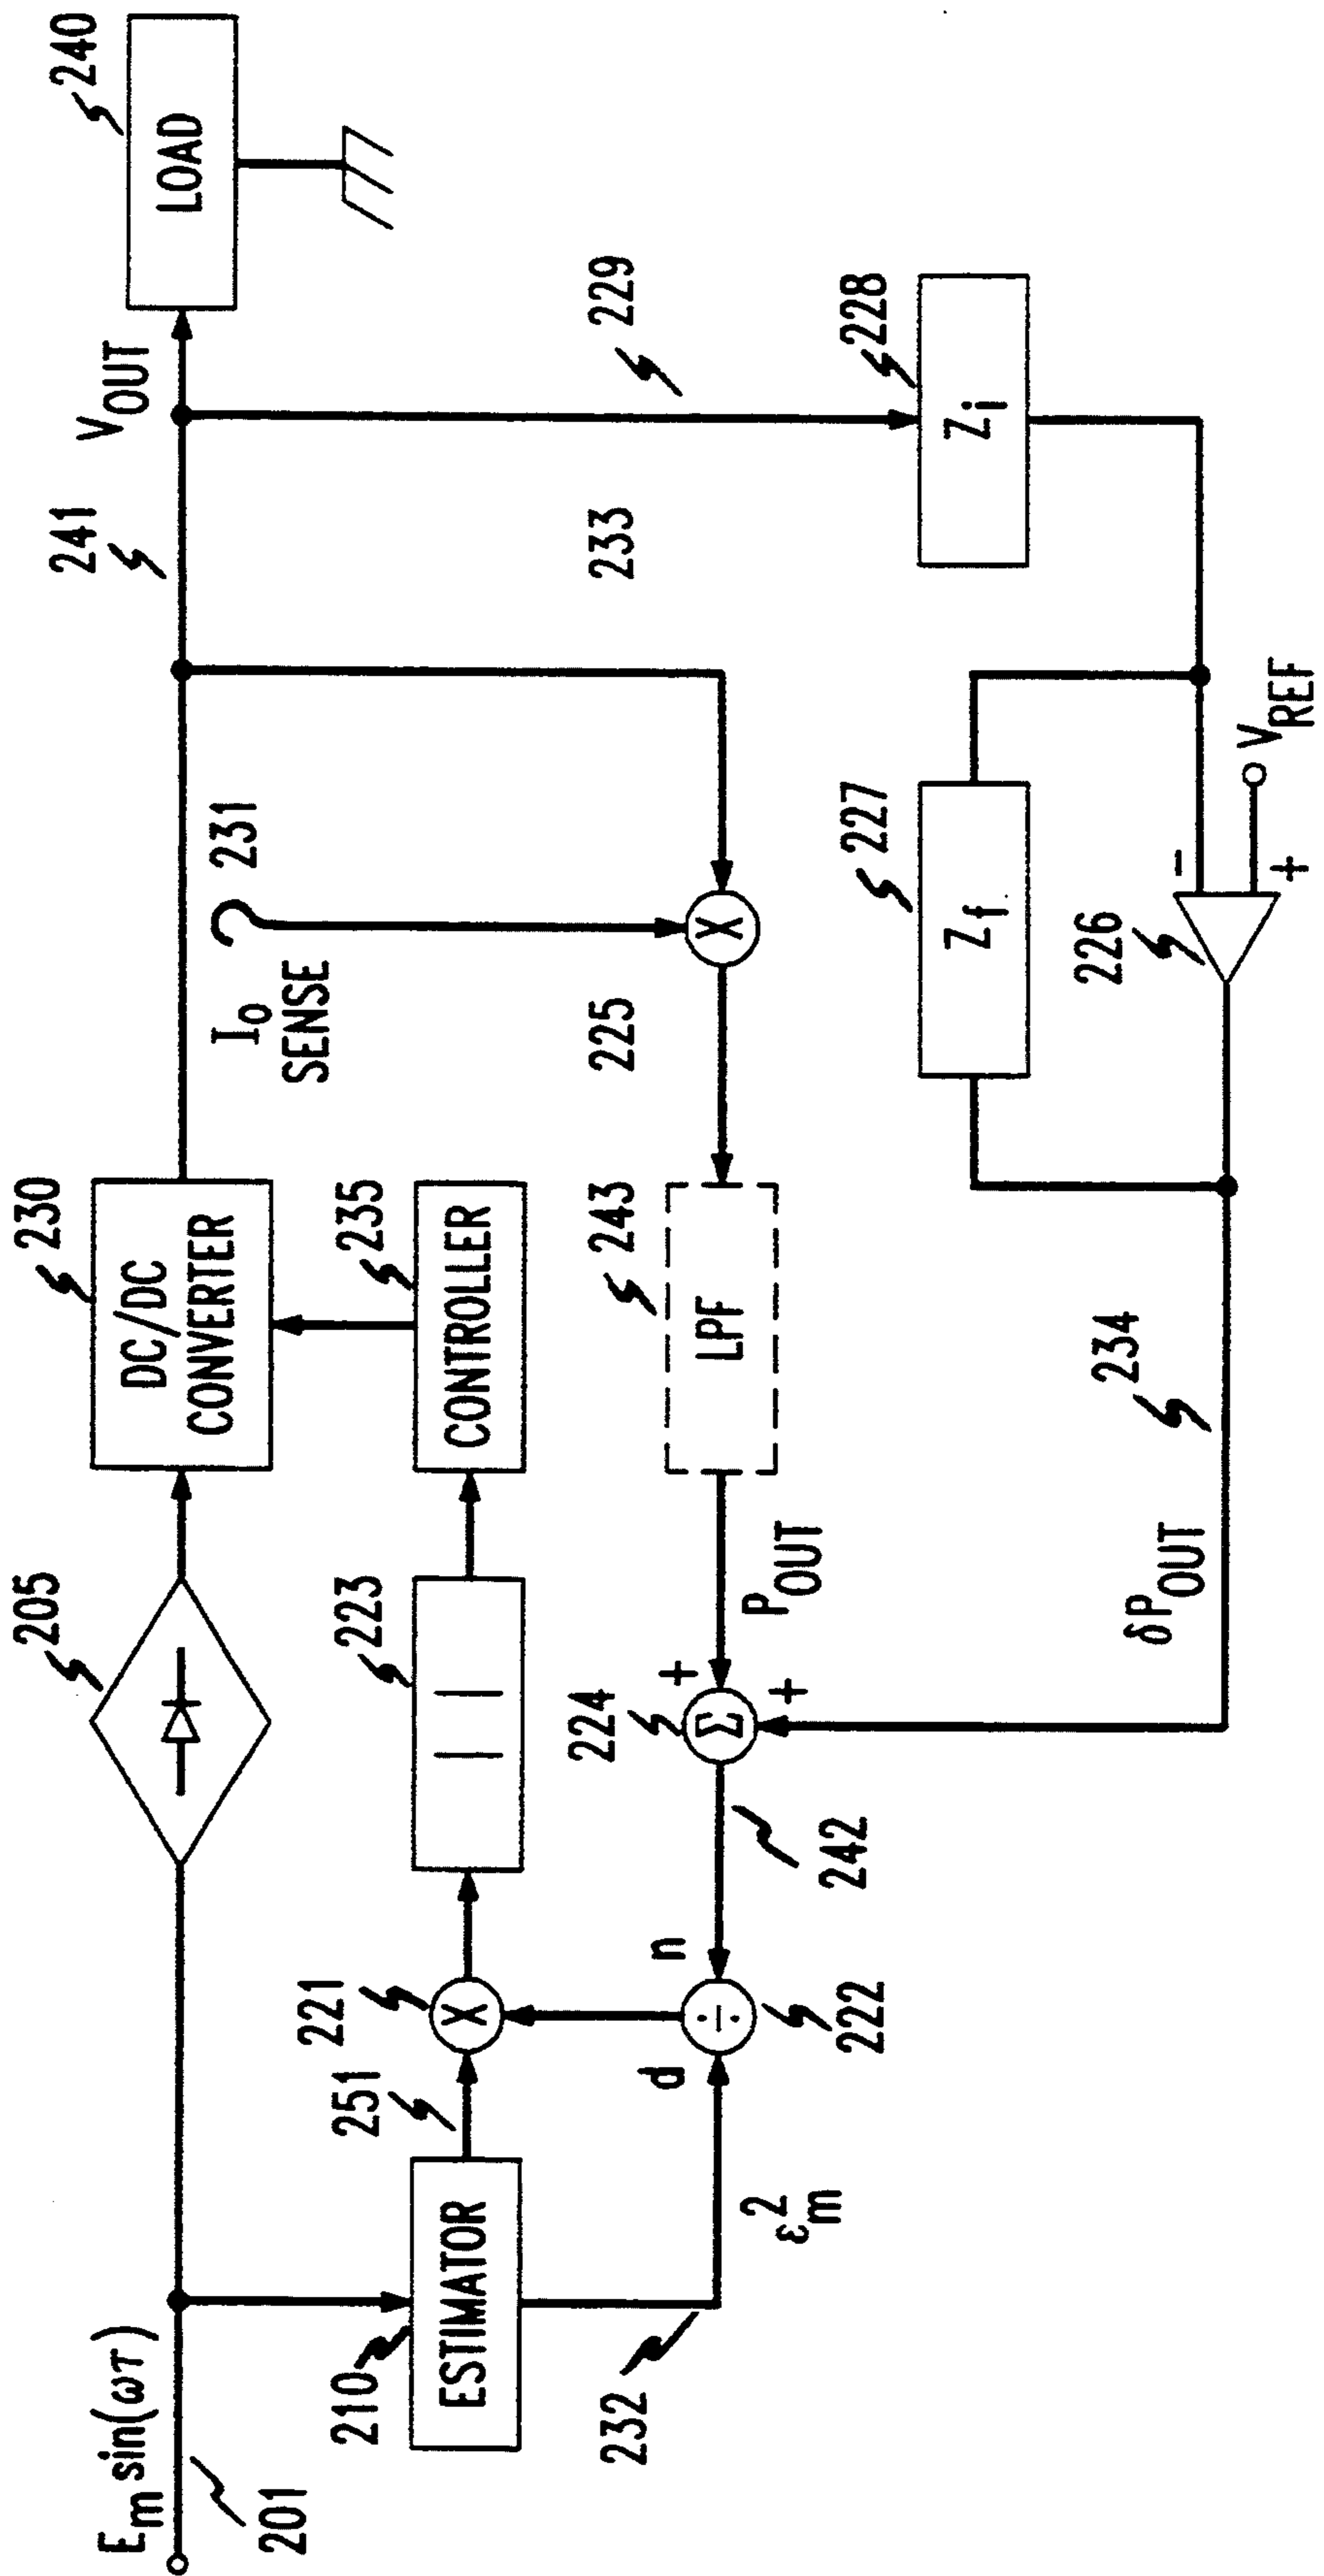 E_m sin(ωτ)
201
205
230
DC/DC
CONVERTER
241
V_OUT
240
LOAD
210
ESTIMATOR
251
221
X
223
| |
235
CONTROLLER
I_0
SENSE
231
232
ε_m^2
d
÷
222
n
242
224
Σ
+
+
P_OUT
243
LPF
225
X
233
229
δP_OUT
234
227
Z_f
228
Z_i
226
-
+
V_REF